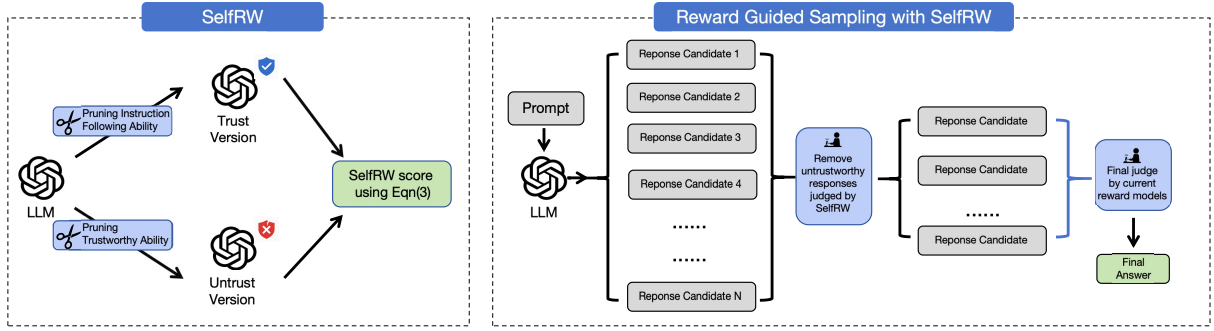 SelfRW
Pruning Instruction
Following Ability
Trust
Version
LLM
SelfRW score
using Eqn(3)
Pruning
Trustworthy Ability
Untrust
Version
Reward Guided Sampling with SelfRW
Prompt
LLM
Reponse Candidate 1
Reponse Candidate 2
Reponse Candidate 3
Reponse Candidate 4
......
......
Reponse Candidate N
Remove
untrustworthy
responses
judged by
SelfRW
Reponse Candidate
Reponse Candidate
......
Reponse Candidate
Final judge
by current
reward models
Final
Answer